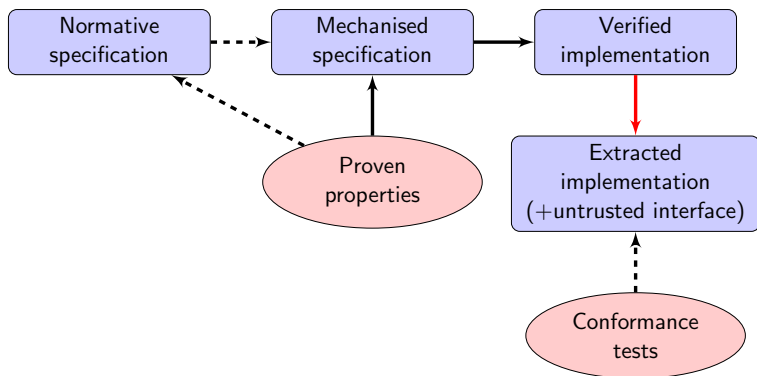 Normative
specification
Mechanised
specification
Verified
implementation
Proven
properties
Extracted
implementation
(+untrusted interface)
Conformance
tests